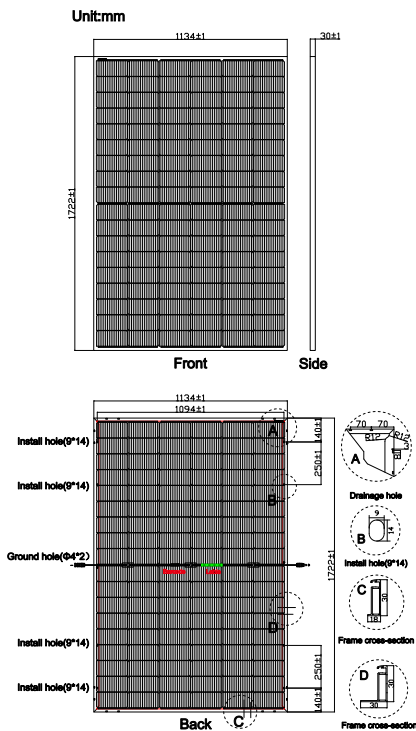 Unit:mm
1134±1
30±1
1722±1
Front
Side
1134±1
1094±1
Install hole(9*14)
Install hole(9*14)
Ground hole(Φ4*2)
Install hole(9*14)
Install hole(9*14)
A
B
D
C
140±1
250±1
1722±1
250±1
140±1
Back
70 70
R12
A
Drainage hole
9
B
14
Install hole(9*14)
C
30
18
Frame cross-section
D
30
30
Frame cross-section